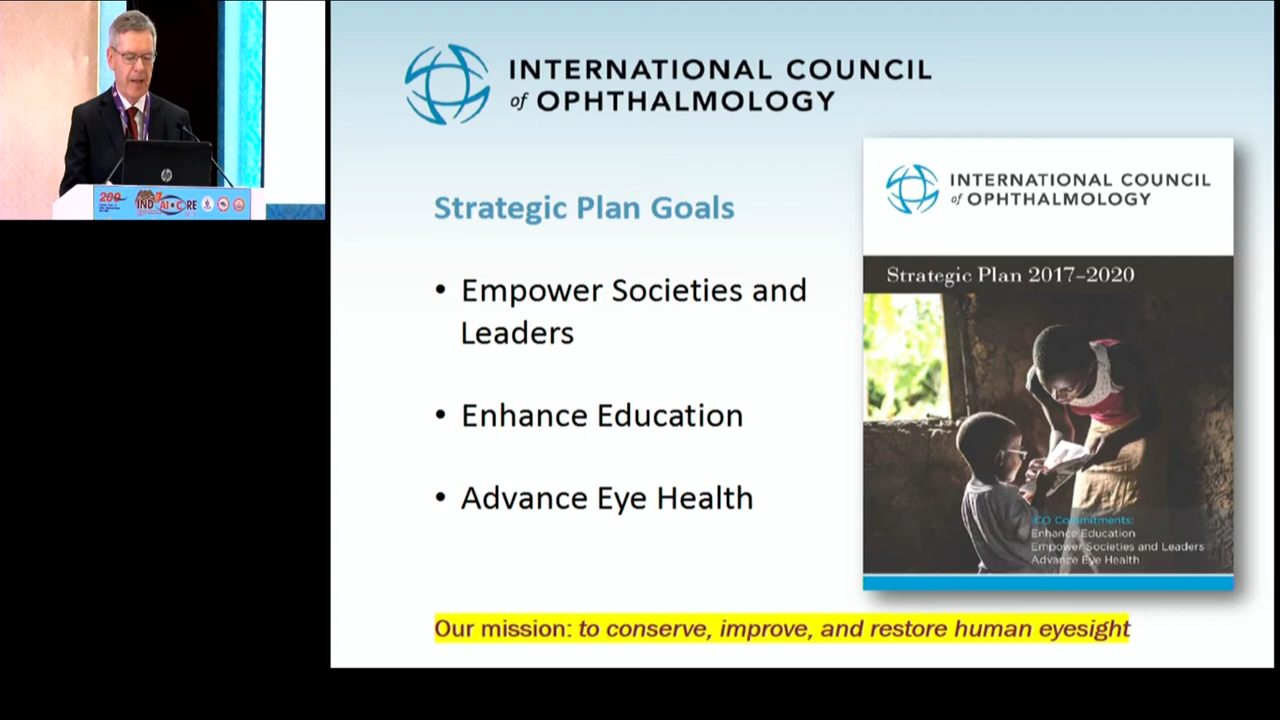 INTERNATIONAL COUNCIL
of OPHTHALMOLOGY
Strategic Plan Goals
• Empower Societies and
Leaders
• Enhance Education
• Advance Eye Health
Our mission: to conserve, improve, and restore human eyesight
INTERNATIONAL COUNCIL
of OPHTHALMOLOGY
Strategic Plan 2017–2020
ICO Commitments:
Enhance Education
Empower Societies and Leaders
Advance Eye Health
hp
200